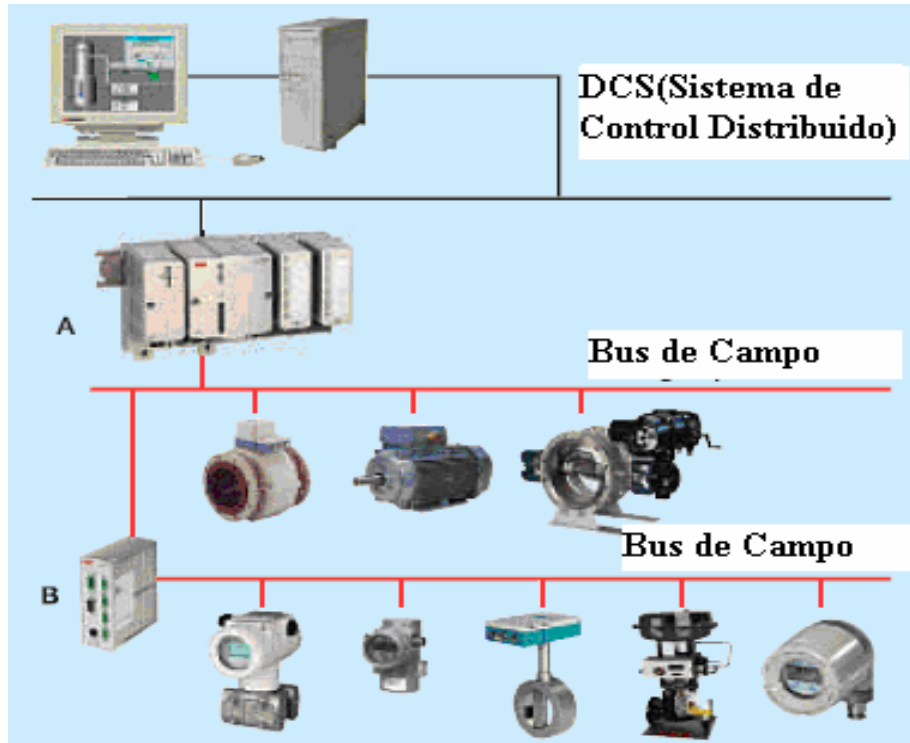 DCS(Sistema de
Control Distribuido)
A
Bus de Campo
Bus de Campo
B